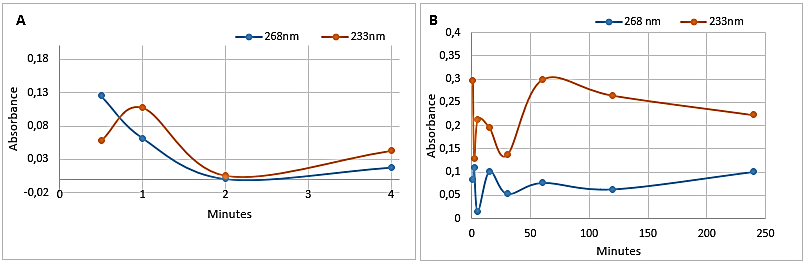 A
268nm 233nm
0,18
0,13
0,08
0,03
-0,02
0 1 2 3 4
Absorbance
Minutes
B
268 nm 233nm
0,4
0,35
0,3
0,25
0,2
0,15
0,1
0,05
0
0 50 100 150 200 250
Absorbance
Minutes